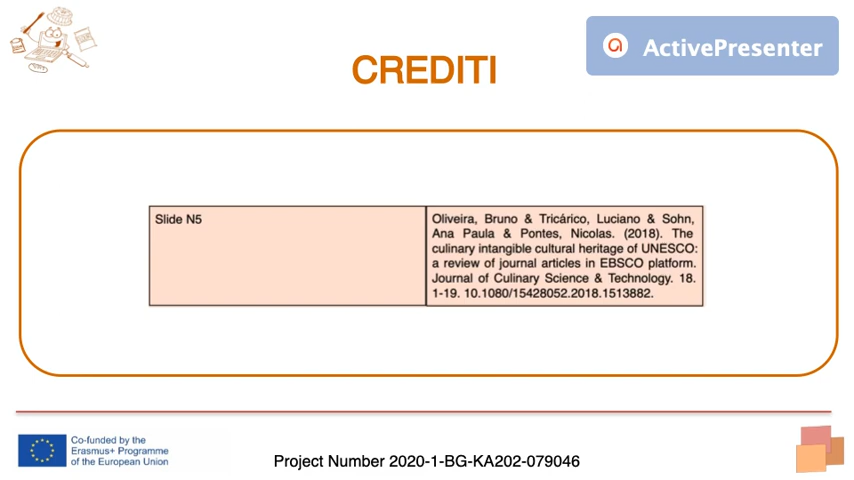 ActivePresenter
CREDITI
Slide N5
Oliveira, Bruno & Tricárico, Luciano & Sohn,
Ana Paula & Pontes, Nicolas. (2018). The
culinary intangible cultural heritage of UNESCO:
a review of journal articles in EBSCO platform.
Journal of Culinary Science & Technology. 18.
1-19. 10.1080/15428052.2018.1513882.
Co-funded by the
Erasmus+ Programme
of the European Union
Project Number 2020-1-BG-KA202-079046